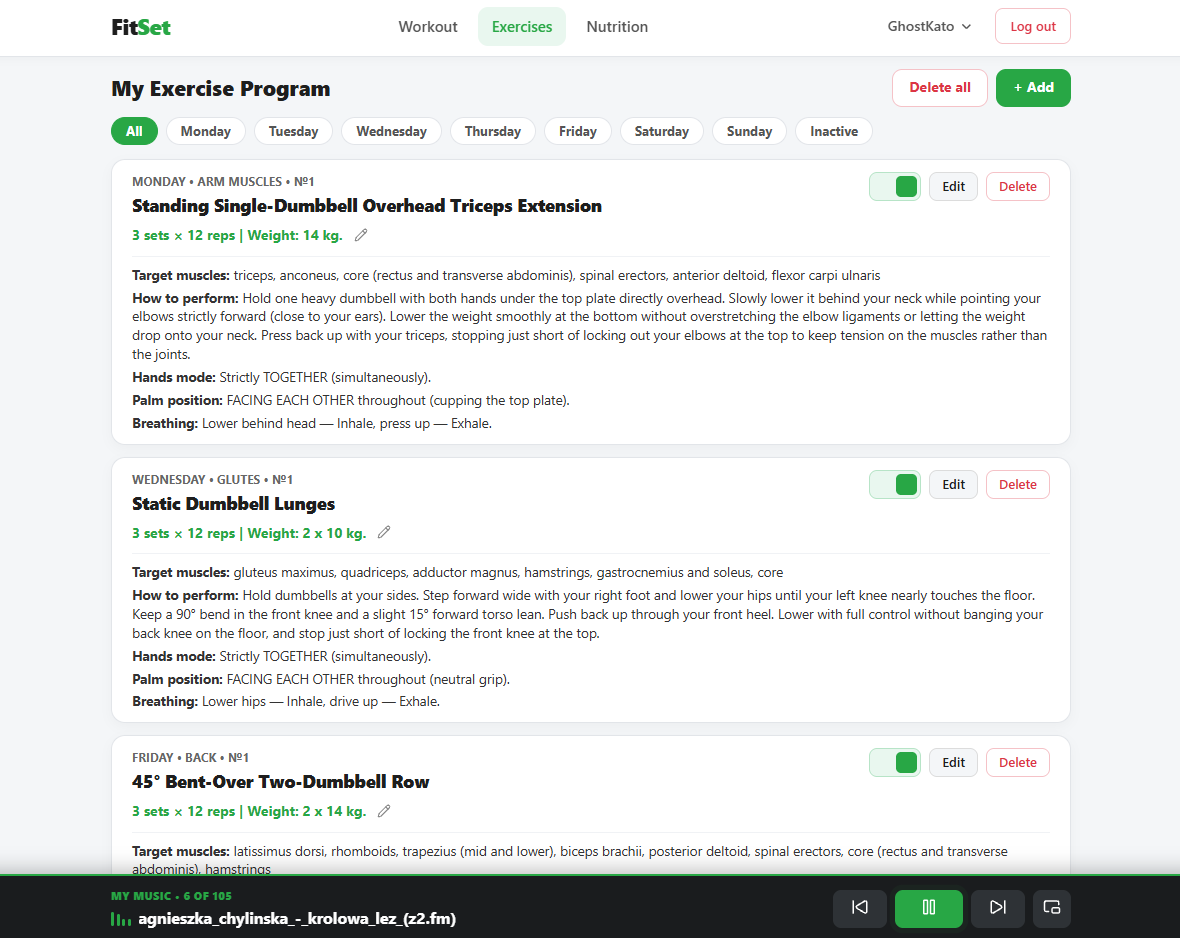 FitSet
Workout
Exercises
Nutrition
GhostKato
Log out
My Exercise Program
Delete all
+ Add
All
Monday
Tuesday
Wednesday
Thursday
Friday
Saturday
Sunday
Inactive
MONDAY • ARM MUSCLES • №1
Edit
Delete
Standing Single-Dumbbell Overhead Triceps Extension
3 sets × 12 reps | Weight: 14 kg.
Target muscles: triceps, anconeus, core (rectus and transverse abdominis), spinal erectors, anterior deltoid, flexor carpi ulnaris
How to perform: Hold one heavy dumbbell with both hands under the top plate directly overhead. Slowly lower it behind your neck while pointing your
elbows strictly forward (close to your ears). Lower the weight smoothly at the bottom without overstretching the elbow ligaments or letting the weight
drop onto your neck. Press back up with your triceps, stopping just short of locking out your elbows at the top to keep tension on the muscles rather than
the joints.
Hands mode: Strictly TOGETHER (simultaneously).
Palm position: FACING EACH OTHER throughout (cupping the top plate).
Breathing: Lower behind head — Inhale, press up — Exhale.
WEDNESDAY • GLUTES • №1
Edit
Delete
Static Dumbbell Lunges
3 sets × 12 reps | Weight: 2 x 10 kg.
Target muscles: gluteus maximus, quadriceps, adductor magnus, hamstrings, gastrocnemius and soleus, core
How to perform: Hold dumbbells at your sides. Step forward wide with your right foot and lower your hips until your left knee nearly touches the floor.
Keep a 90° bend in the front knee and a slight 15° forward torso lean. Push back up through your front heel. Lower with full control without banging your
back knee on the floor, and stop just short of locking the front knee at the top.
Hands mode: Strictly TOGETHER (simultaneously).
Palm position: FACING EACH OTHER throughout (neutral grip).
Breathing: Lower hips — Inhale, drive up — Exhale.
FRIDAY • BACK • №1
Edit
Delete
45° Bent-Over Two-Dumbbell Row
3 sets × 12 reps | Weight: 2 x 14 kg.
Target muscles: latissimus dorsi, rhomboids, trapezius (mid and lower), biceps brachii, posterior deltoid, spinal erectors, core (rectus and transverse
abdominis), hamstrings
MY MUSIC • 6 OF 105
agnieszka_chylinska_-_krolowa_lez_(z2.fm)